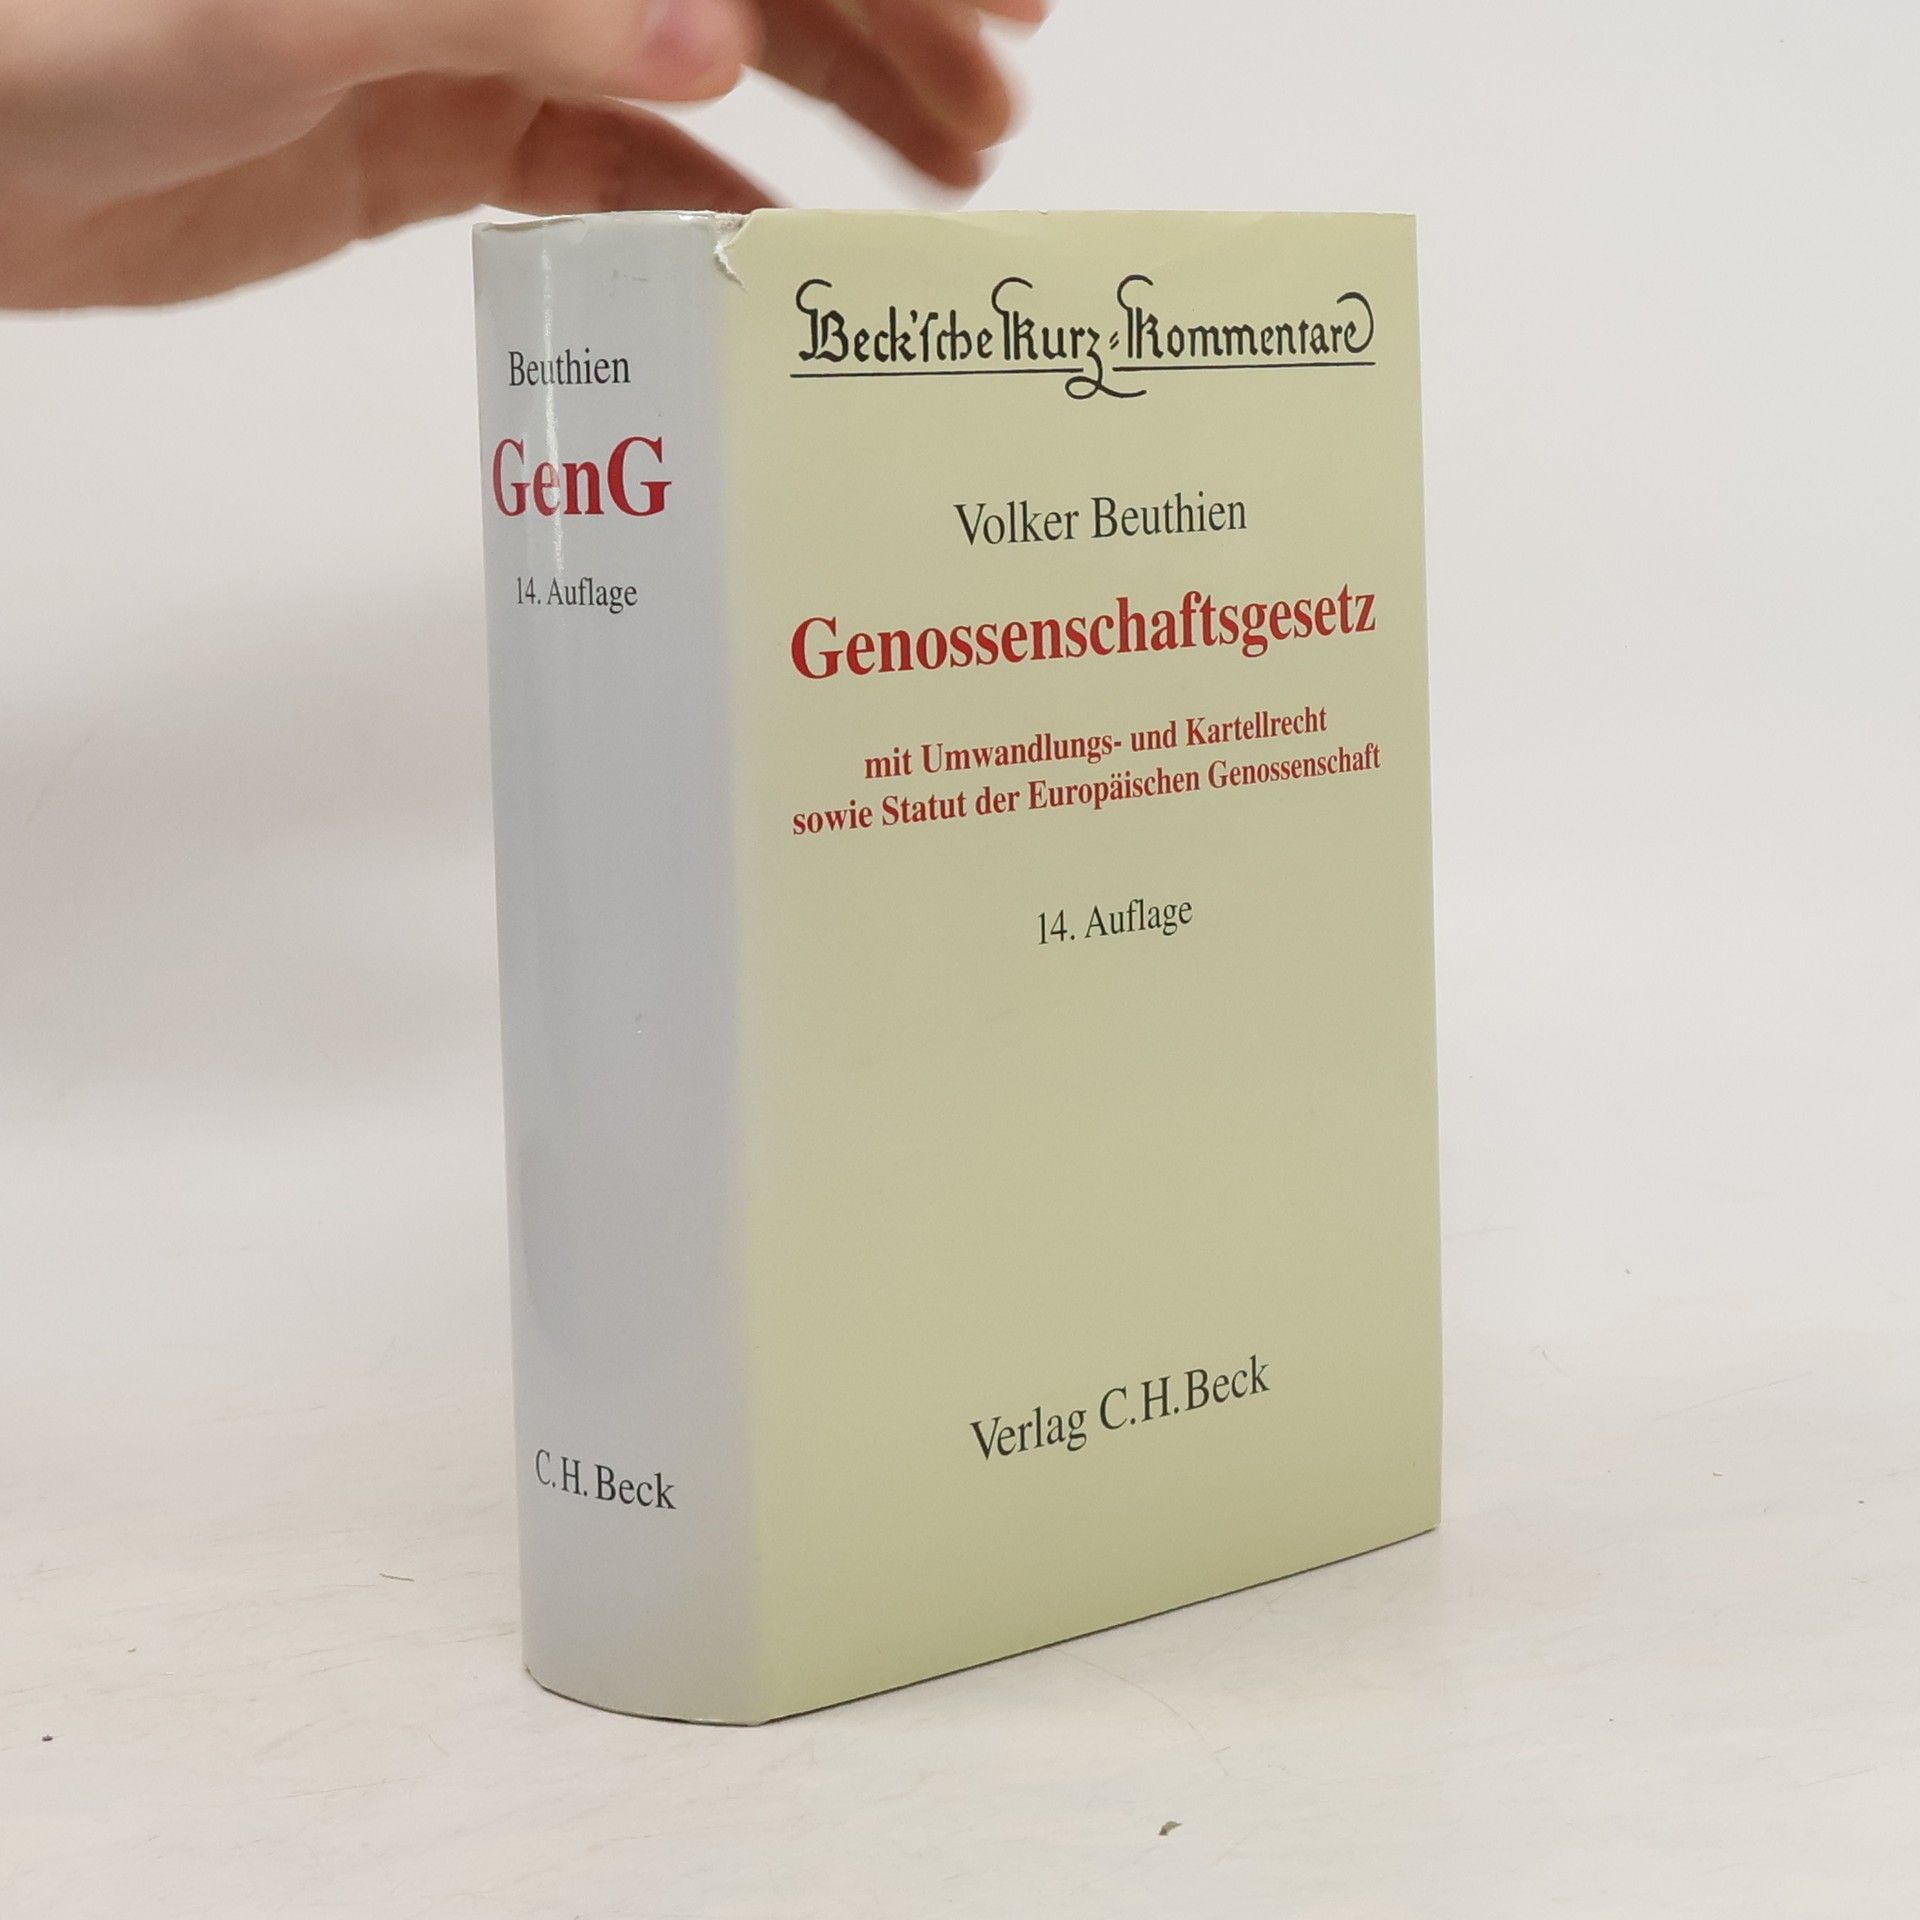 Beuthien
GenG
14. Auflage
C.H.Beck
Beck'sche Kurz-Kommentare
Volker Beuthien
Genossenschaftsgesetz
mit Umwandlungs- und Kartellrecht
sowie Statut der Europäischen Genossenschaft
14. Auflage
Verlag C.H.Beck